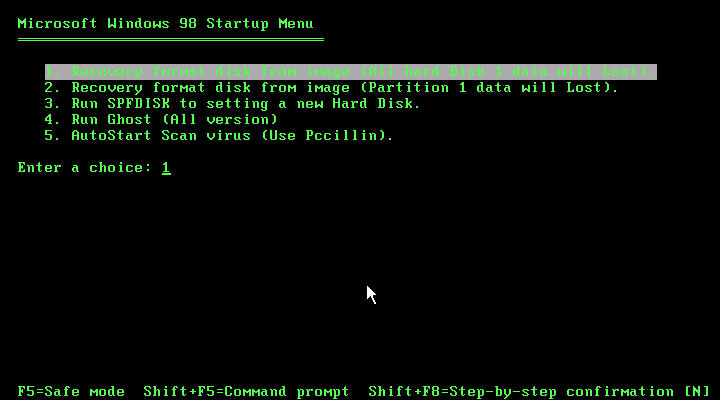 Microsoft Windows 98 Startup Menu
1. Recovery format disk from image (All hard Disk 1 data will Lost).
2. Recovery format disk from image (Partition 1 data will Lost).
3. Run SPFDISK to setting a new Hard Disk.
4. Run Ghost (All version)
5. AutoStart Scan virus (Use Pccillin).
Enter a choice: 1
F5=Safe mode Shift+F5=Command prompt Shift+F8=Step-by-step confirmation [N]